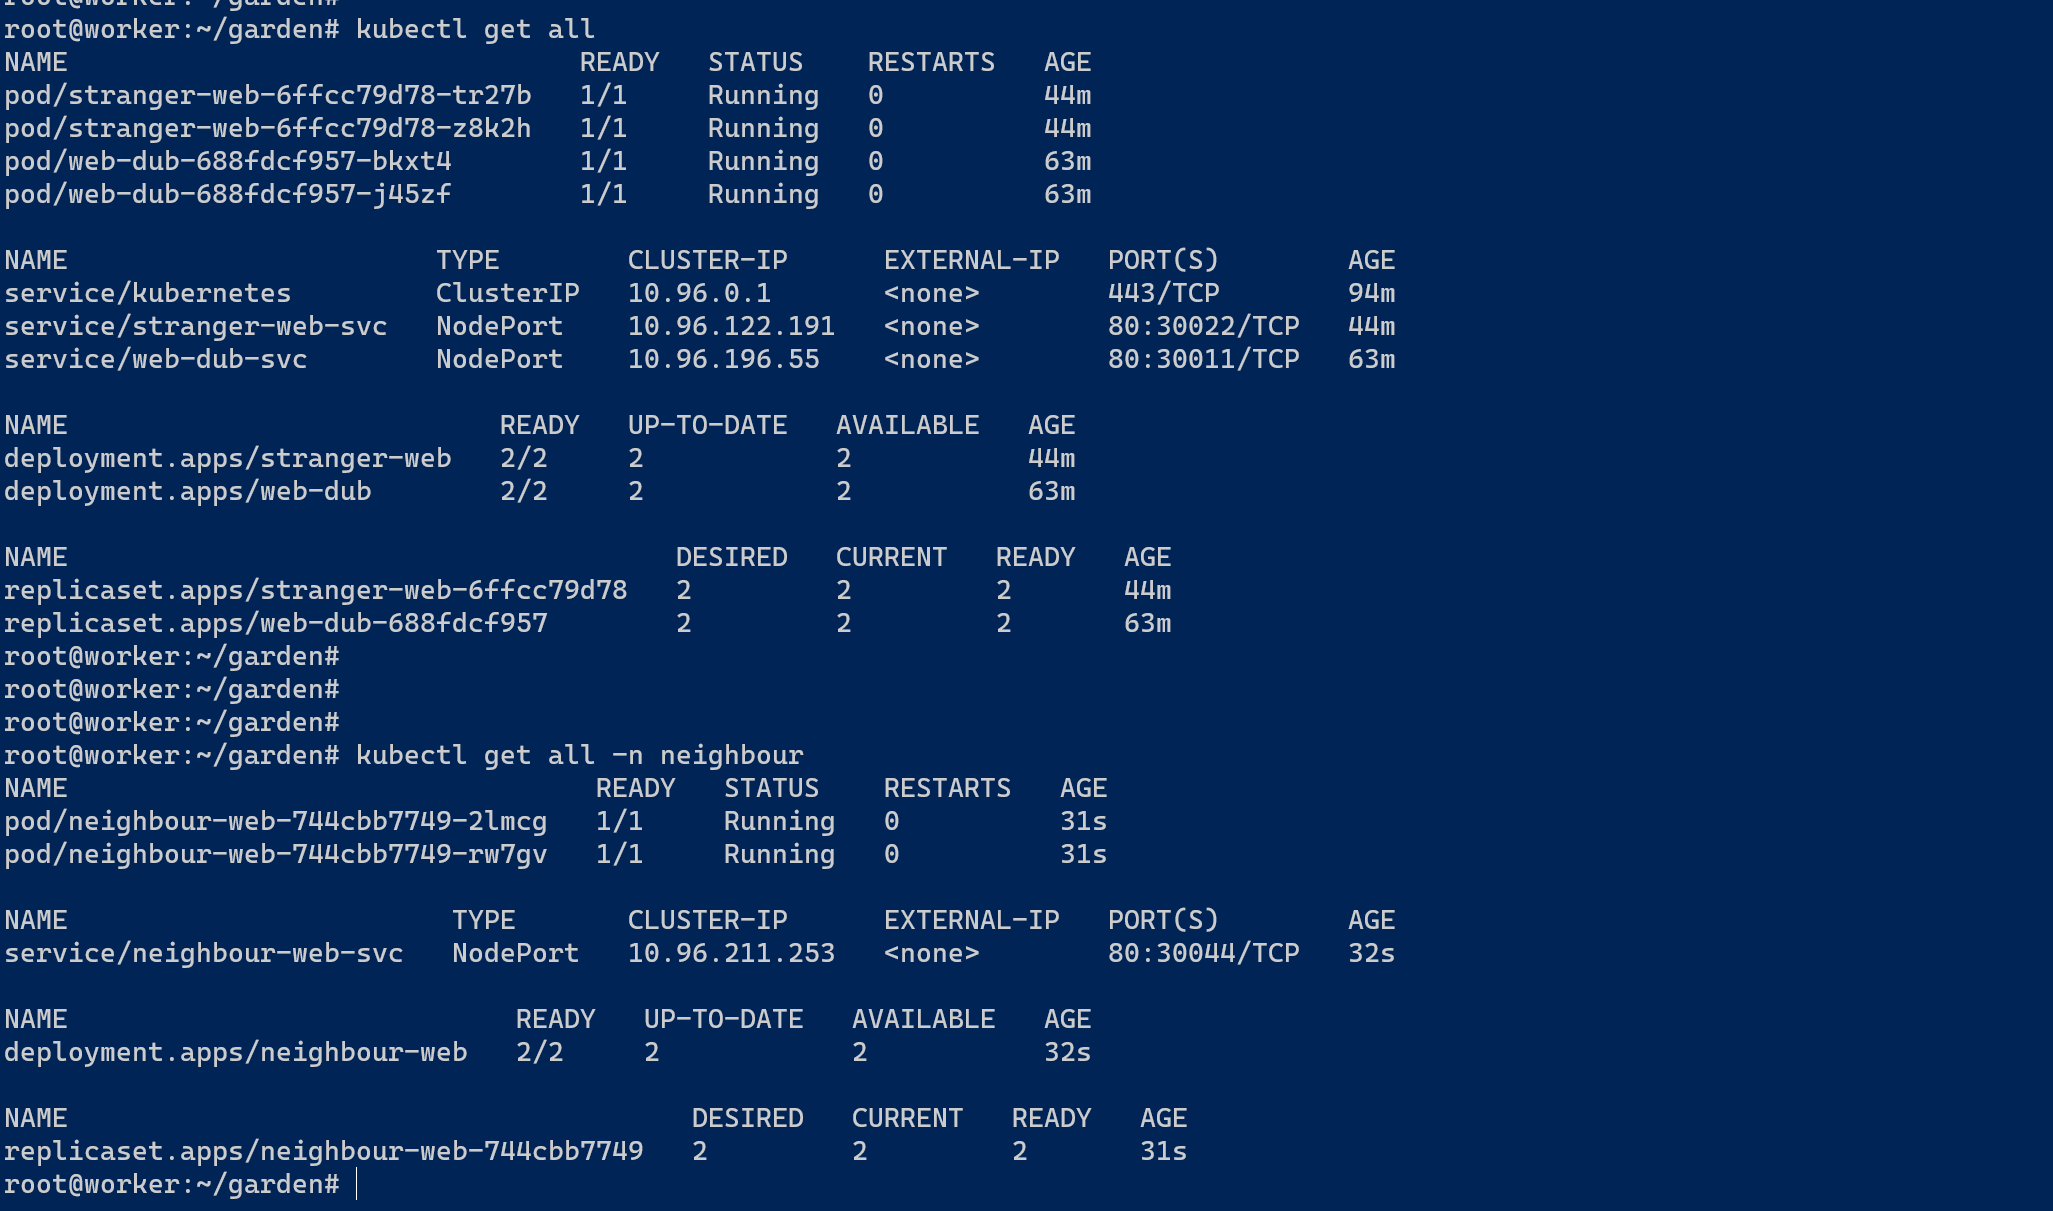 root@worker:~/garden#
root@worker:~/garden# kubectl get all
NAME                                READY   STATUS    RESTARTS   AGE
pod/stranger-web-6ffcc79d78-tr27b   1/1     Running   0          44m
pod/stranger-web-6ffcc79d78-z8k2h   1/1     Running   0          44m
pod/web-dub-688fdcf957-bkxt4        1/1     Running   0          63m
pod/web-dub-688fdcf957-j45zf        1/1     Running   0          63m

NAME                       TYPE        CLUSTER-IP      EXTERNAL-IP   PORT(S)        AGE
service/kubernetes         ClusterIP   10.96.0.1       <none>        443/TCP        94m
service/stranger-web-svc   NodePort    10.96.122.191   <none>        80:30022/TCP   44m
service/web-dub-svc        NodePort    10.96.196.55    <none>        80:30011/TCP   63m

NAME                           READY   UP-TO-DATE   AVAILABLE   AGE
deployment.apps/stranger-web   2/2     2            2           44m
deployment.apps/web-dub        2/2     2            2           63m

NAME                                      DESIRED   CURRENT   READY   AGE
replicaset.apps/stranger-web-6ffcc79d78   2         2         2       44m
replicaset.apps/web-dub-688fdcf957        2         2         2       63m
root@worker:~/garden#
root@worker:~/garden#
root@worker:~/garden#
root@worker:~/garden# kubectl get all -n neighbour
NAME                                 READY   STATUS    RESTARTS   AGE
pod/neighbour-web-744cbb7749-2lmcg   1/1     Running   0          31s
pod/neighbour-web-744cbb7749-rw7gv   1/1     Running   0          31s

NAME                        TYPE       CLUSTER-IP      EXTERNAL-IP   PORT(S)        AGE
service/neighbour-web-svc   NodePort   10.96.211.253   <none>        80:30044/TCP   32s

NAME                            READY   UP-TO-DATE   AVAILABLE   AGE
deployment.apps/neighbour-web   2/2     2            2           32s

NAME                                       DESIRED   CURRENT   READY   AGE
replicaset.apps/neighbour-web-744cbb7749   2         2         2       31s
root@worker:~/garden#